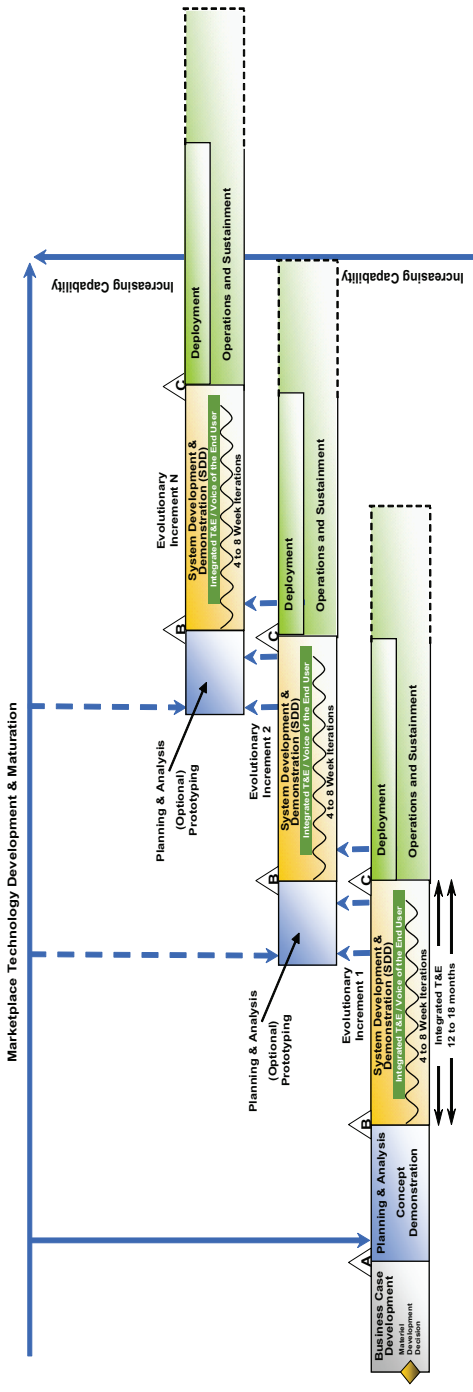 Marketplace Technology Development & Maturation
Increasing Capability
Evolutionary
Increment N
B
C
Planning & Analysis
(Optional)
Prototyping
System Development &
Demonstration (SDD)
Integrated T&E / Voice of the End User
4 to 8 Week Iterations
Deployment
Operations and Sustainment
Increasing Capability
Evolutionary
Increment 2
B
C
Planning & Analysis
(Optional)
Prototyping
System Development &
Demonstration (SDD)
Integrated T&E / Voice of the End User
4 to 8 Week Iterations
Deployment
Operations and Sustainment
Evolutionary
Increment 1
A
B
C
Business Case
Development
Materiel
Development
Decision
Planning & Analysis
Concept
Demonstration
System Development &
Demonstration (SDD)
Integrated T&E / Voice of the End User
4 to 8 Week Iterations
Deployment
Operations and Sustainment
Integrated T&E
12 to 18 months